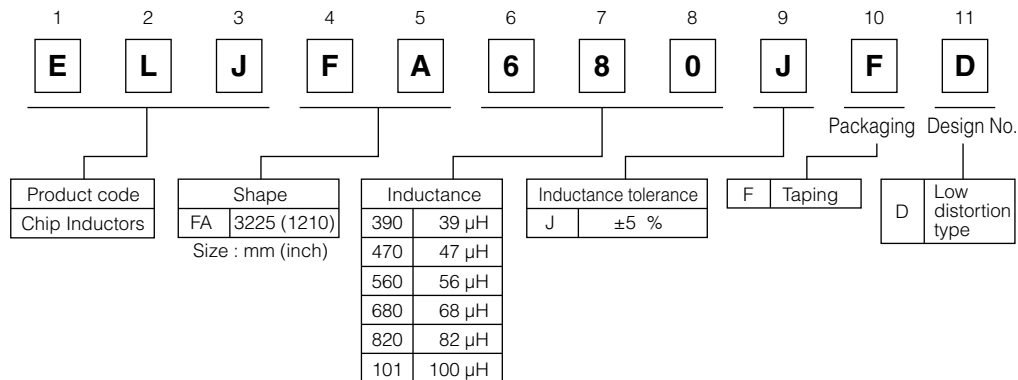 1 2 3 4 5 6 7 8 9 10 11
E L J F A 6 8 0 J F D
Packaging Design No.
Product code
Chip Inductors
Shape
FA 3225 (1210)
Size : mm (inch)
Inductance
390 39 µH
470 47 µH
560 56 µH
680 68 µH
820 82 µH
101 100 µH
Inductance tolerance
J ±5 %
F Taping
D Low
distortion
type